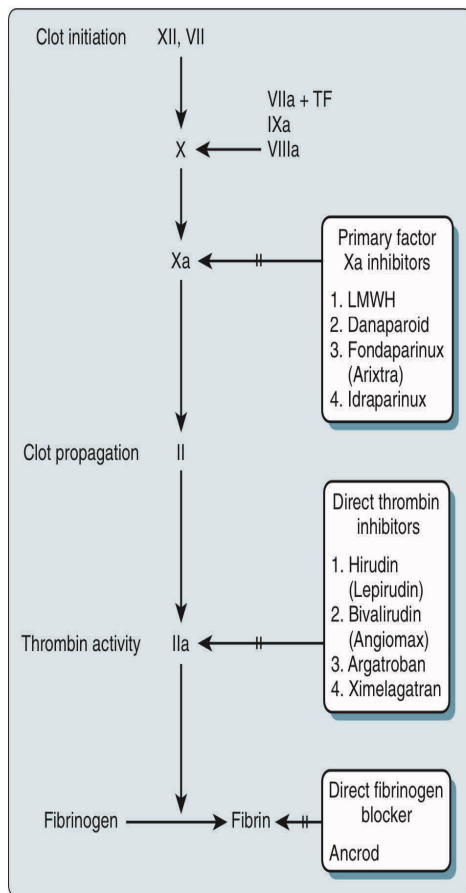 Clot initiation XII, VII
VIIa + TF
IXa
X VIIIa
Xa
Primary factor
Xa inhibitors
1. LMWH
2. Danaparoid
3. Fondaparinux
(Arixtra)
4. Idraparinux
Clot propagation II
Direct thrombin
inhibitors
1. Hirudin
(Lepirudin)
2. Bivalirudin
(Angiomax)
3. Argatroban
4. Ximelagatran
Thrombin activity IIa
Fibrinogen Fibrin
Direct fibrinogen
blocker
Ancrod